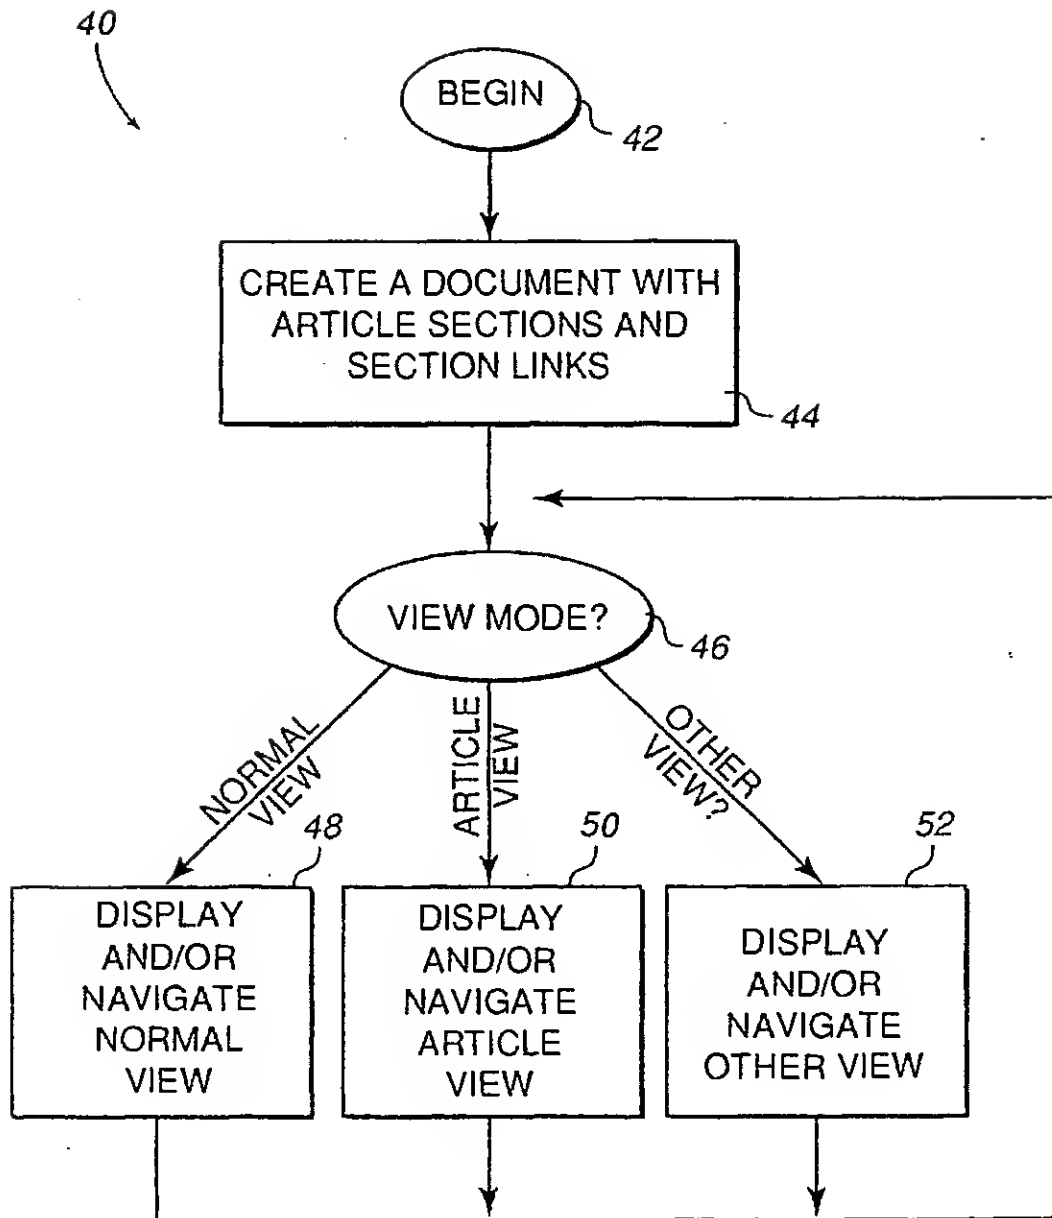 40
BEGIN
42
CREATE A DOCUMENT WITH
ARTICLE SECTIONS AND
SECTION LINKS
44
VIEW MODE?
46
NORMAL
VIEW
ARTICLE
VIEW
OTHER
VIEW?
48
DISPLAY
AND/OR
NAVIGATE
NORMAL
VIEW
50
DISPLAY
AND/OR
NAVIGATE
ARTICLE
VIEW
52
DISPLAY
AND/OR
NAVIGATE
OTHER VIEW